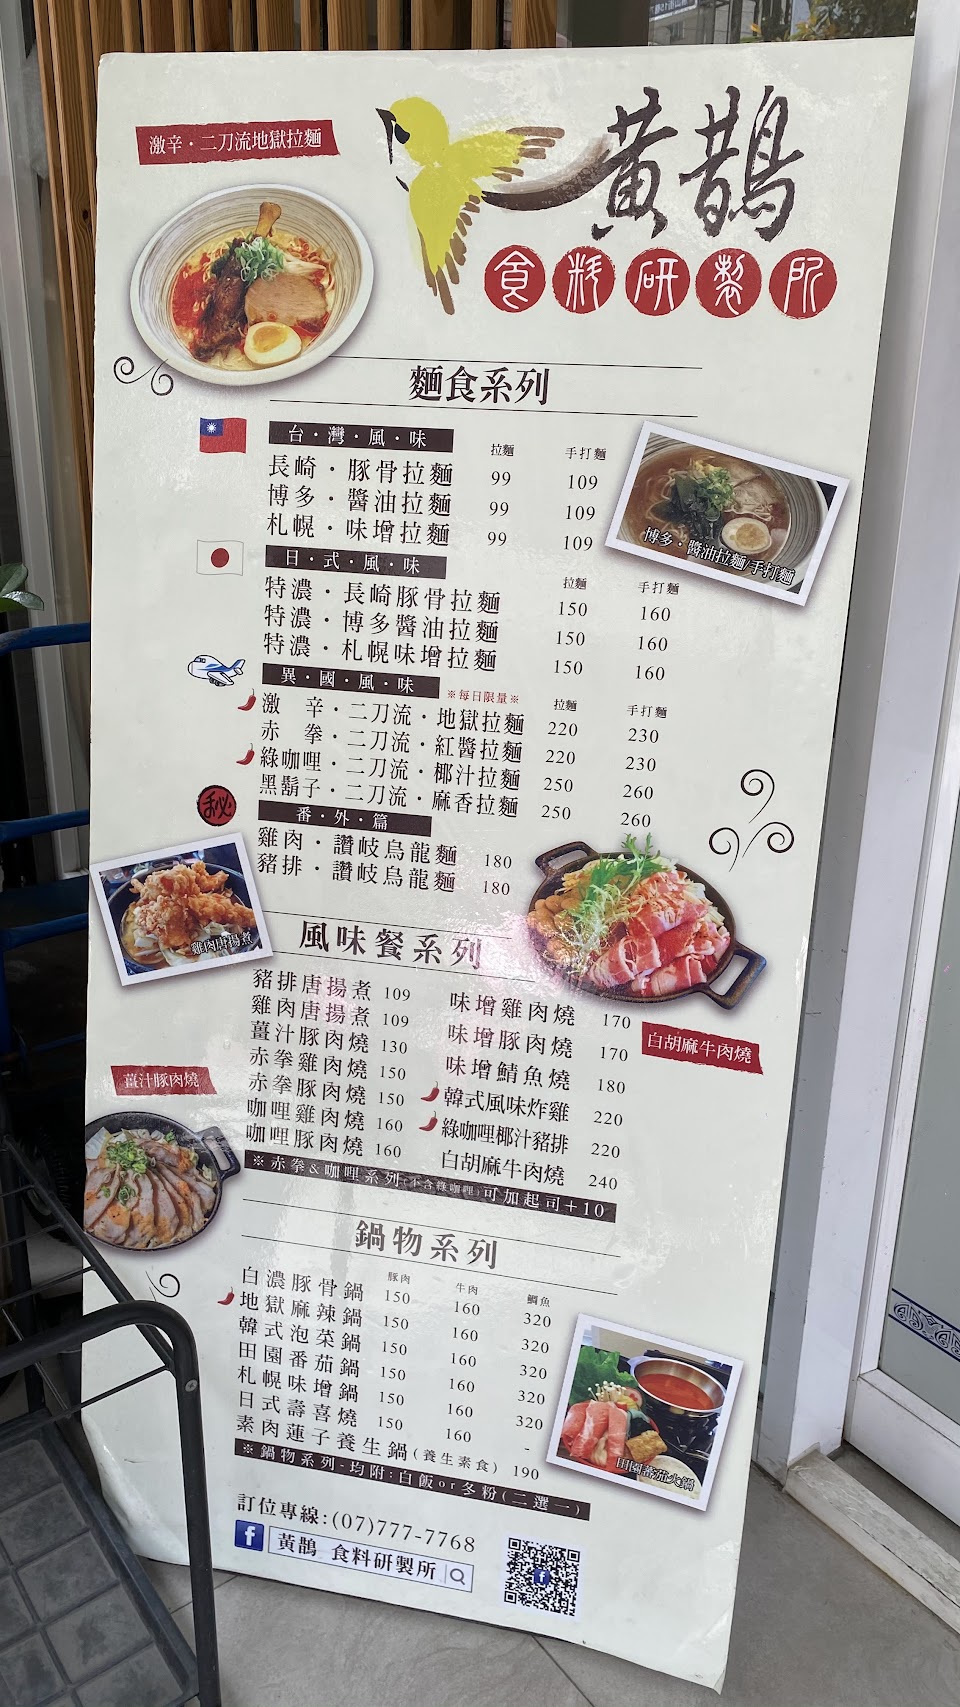 激辛・二刀流地獄拉麵
黃鵲
食料研製所
麵食系列
台・灣・風・味 拉麵 手打麵
長崎・豚骨拉麵 99 109
博多・醬油拉麵 99 109
札幌・味增拉麵 99 109
博多・醬油拉麵/手打麵
日・式・風・味 拉麵 手打麵
特濃・長崎豚骨拉麵 150 160
特濃・博多醬油拉麵 150 160
特濃・札幌味增拉麵 150 160
異・國・風・味 ※每日限量※ 拉麵 手打麵
激 辛・二刀流・地獄拉麵 220 230
赤 拳・二刀流・紅醬拉麵 220 230
綠咖哩・二刀流・椰汁拉麵 250 260
黑鬍子・二刀流・麻香拉麵 250 260
秘
番・外・篇
雞肉・讚岐烏龍麵 180
豬排・讚岐烏龍麵 180
雞肉唐揚煮
風味餐系列
豬排唐揚煮 109
雞肉唐揚煮 109
薑汁豚肉燒 130
赤拳雞肉燒 150
赤拳豚肉燒 150
咖哩雞肉燒 160
咖哩豚肉燒 160
味增雞肉燒 170
味增豚肉燒 170
味增鯖魚燒 180
韓式風味炸雞 220
綠咖哩椰汁豬排 220
白胡麻牛肉燒 240
白胡麻牛肉燒
薑汁豚肉燒
※赤拳&咖哩系列(不含綠咖哩)可加起司+10
鍋物系列
豚肉 牛肉 鯛魚
白濃豚骨鍋 150 160 320
地獄麻辣鍋 150 160 320
韓式泡菜鍋 150 160 320
田園番茄鍋 150 160 320
札幌味增鍋 150 160 320
日式壽喜燒 150 160 -
素肉蓮子養生鍋(養生素食) 190
田園蕃茄火鍋
※鍋物系列-均附:白飯or冬粉(二選一)
訂位專線:(07)777-7768
f 黃鵲 食料研製所
f